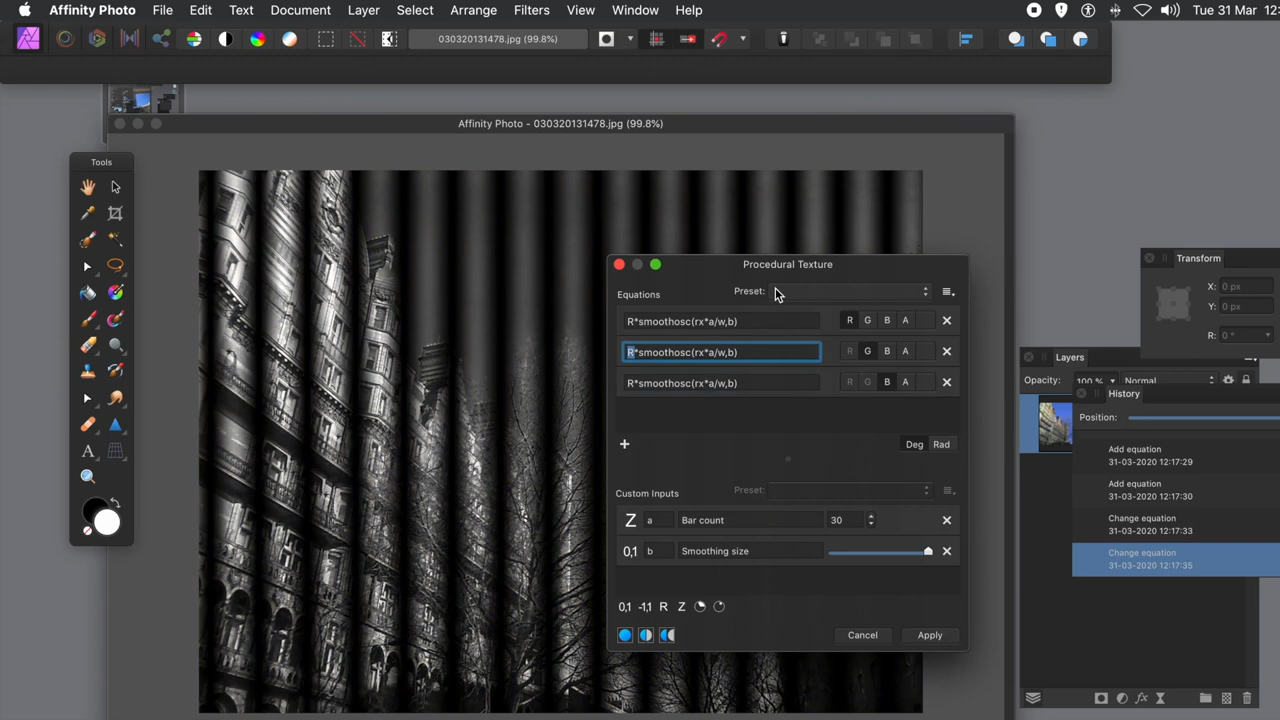 Affinity Photo File Edit Text Document Layer Select Arrange Filters View Window Help Tue 31 Mar 12:
030320131478.jpg (99.8%)
Affinity Photo - 030320131478.jpg (99.8%)
Tools
Procedural Texture
Equations Preset:
R*smoothosc(rx*a/w,b) R G B A
R*smoothosc(rx*a/w,b) R G B A
R*smoothosc(rx*a/w,b) R G B A
Deg Rad
Custom Inputs Preset:
Z a Bar count 30
0,1 b Smoothing size
0,1 -1,1 R Z
Cancel Apply
Transform
X: 0 px
Y: 0 px
R: 0 °
Layers
Opacity: 100 % Normal
History
Position:
Add equation
31-03-2020 12:17:29
Add equation
31-03-2020 12:17:30
Change equation
31-03-2020 12:17:33
Change equation
31-03-2020 12:17:35